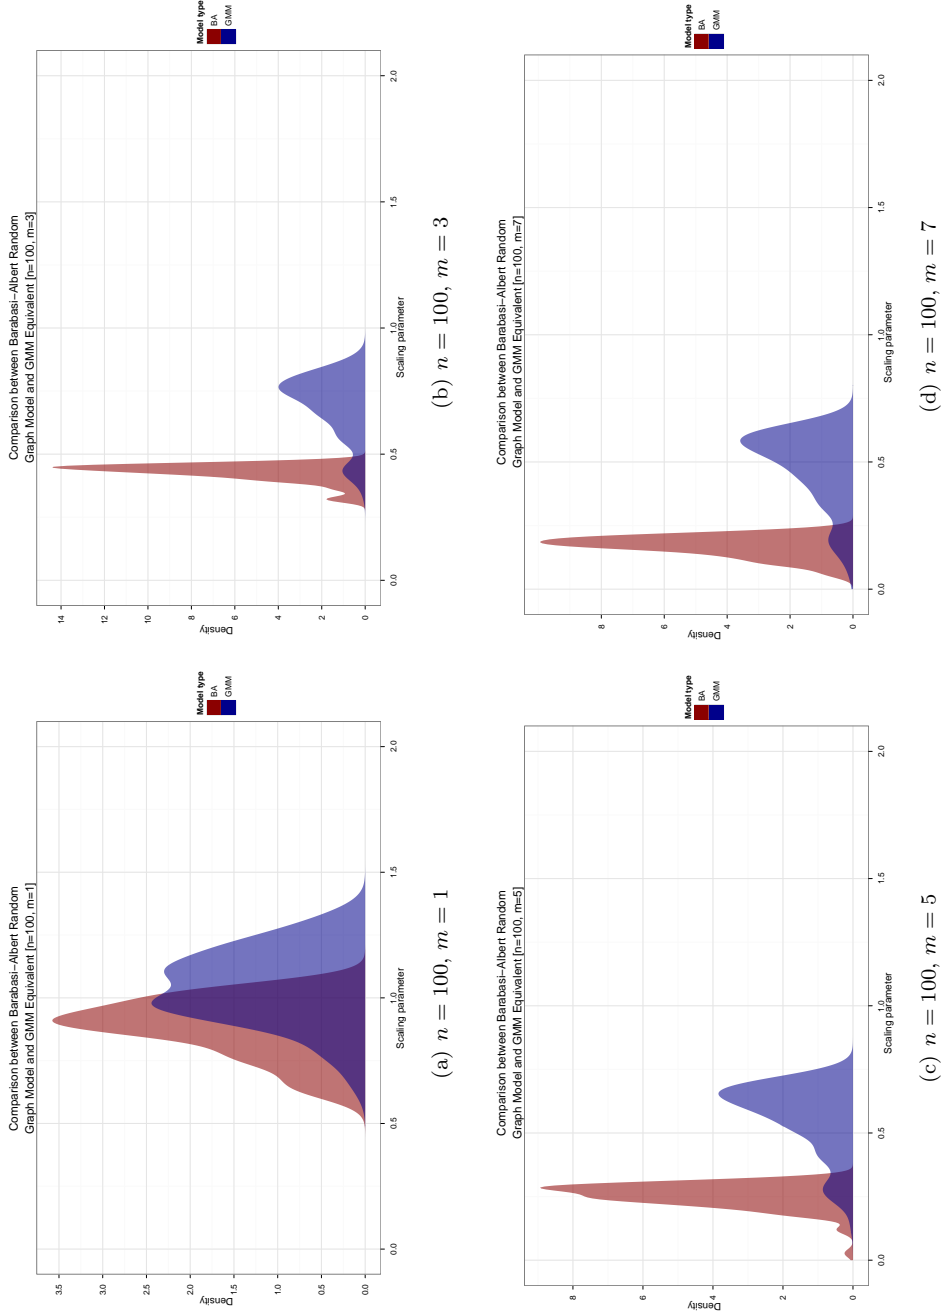 Comparison between Barabasi−Albert Random
Graph Model and GMM Equivalent [n=100, m=1]
Density
3.5
3.0
2.5
2.0
1.5
1.0
0.5
0.0
0.0
0.5
1.0
1.5
2.0
Scaling parameter
Model type
BA
GMM
(a) n = 100, m = 1
Comparison between Barabasi−Albert Random
Graph Model and GMM Equivalent [n=100, m=3]
Density
14
12
10
8
6
4
2
0
0.0
0.5
1.0
1.5
2.0
Scaling parameter
Model type
BA
GMM
(b) n = 100, m = 3
Comparison between Barabasi−Albert Random
Graph Model and GMM Equivalent [n=100, m=5]
Density
8
6
4
2
0
0.0
0.5
1.0
1.5
2.0
Scaling parameter
Model type
BA
GMM
(c) n = 100, m = 5
Comparison between Barabasi−Albert Random
Graph Model and GMM Equivalent [n=100, m=7]
Density
8
6
4
2
0
0.0
0.5
1.0
1.5
2.0
Scaling parameter
Model type
BA
GMM
(d) n = 100, m = 7